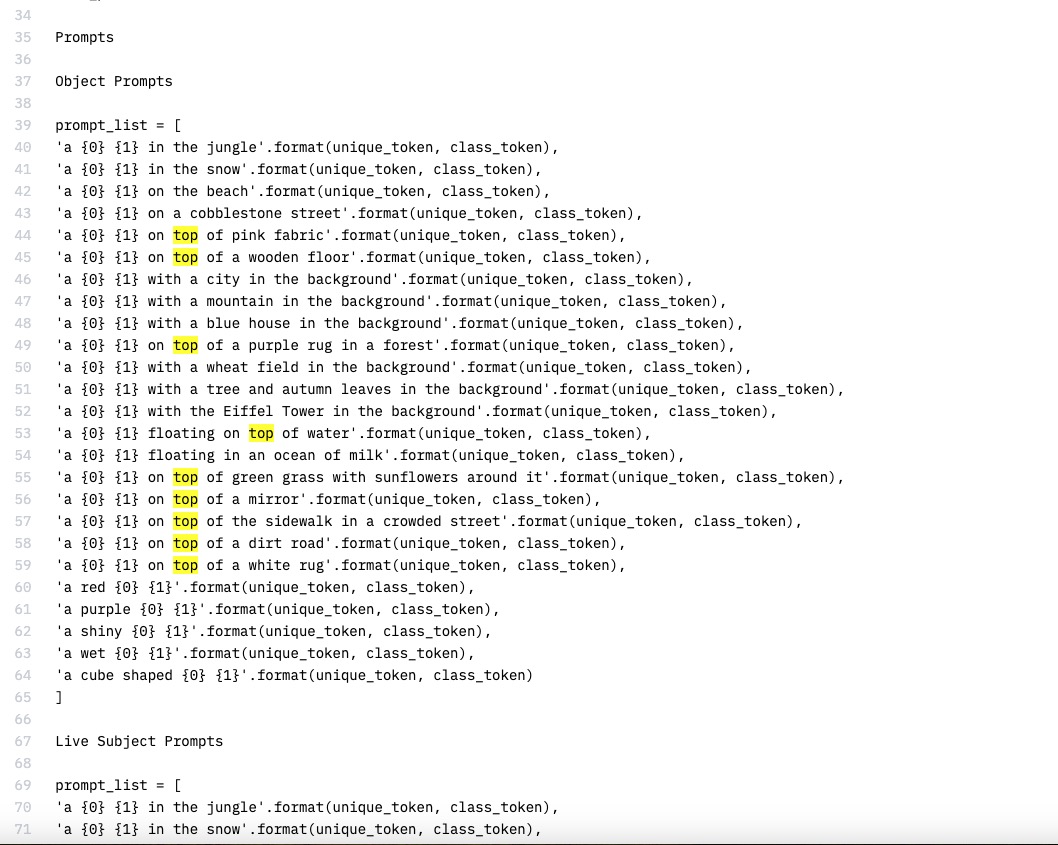 34
35 Prompts
36
37 Object Prompts
38
39 prompt_list = [
40 'a {0} {1} in the jungle'.format(unique_token, class_token),
41 'a {0} {1} in the snow'.format(unique_token, class_token),
42 'a {0} {1} on the beach'.format(unique_token, class_token),
43 'a {0} {1} on a cobblestone street'.format(unique_token, class_token),
44 'a {0} {1} on top of pink fabric'.format(unique_token, class_token),
45 'a {0} {1} on top of a wooden floor'.format(unique_token, class_token),
46 'a {0} {1} with a city in the background'.format(unique_token, class_token),
47 'a {0} {1} with a mountain in the background'.format(unique_token, class_token),
48 'a {0} {1} with a blue house in the background'.format(unique_token, class_token),
49 'a {0} {1} on top of a purple rug in a forest'.format(unique_token, class_token),
50 'a {0} {1} with a wheat field in the background'.format(unique_token, class_token),
51 'a {0} {1} with a tree and autumn leaves in the background'.format(unique_token, class_token),
52 'a {0} {1} with the Eiffel Tower in the background'.format(unique_token, class_token),
53 'a {0} {1} floating on top of water'.format(unique_token, class_token),
54 'a {0} {1} floating in an ocean of milk'.format(unique_token, class_token),
55 'a {0} {1} on top of green grass with sunflowers around it'.format(unique_token, class_token),
56 'a {0} {1} on top of a mirror'.format(unique_token, class_token),
57 'a {0} {1} on top of the sidewalk in a crowded street'.format(unique_token, class_token),
58 'a {0} {1} on top of a dirt road'.format(unique_token, class_token),
59 'a {0} {1} on top of a white rug'.format(unique_token, class_token),
60 'a red {0} {1}'.format(unique_token, class_token),
61 'a purple {0} {1}'.format(unique_token, class_token),
62 'a shiny {0} {1}'.format(unique_token, class_token),
63 'a wet {0} {1}'.format(unique_token, class_token),
64 'a cube shaped {0} {1}'.format(unique_token, class_token)
65 ]
66
67 Live Subject Prompts
68
69 prompt_list = [
70 'a {0} {1} in the jungle'.format(unique_token, class_token),
71 'a {0} {1} in the snow'.format(unique_token, class_token),